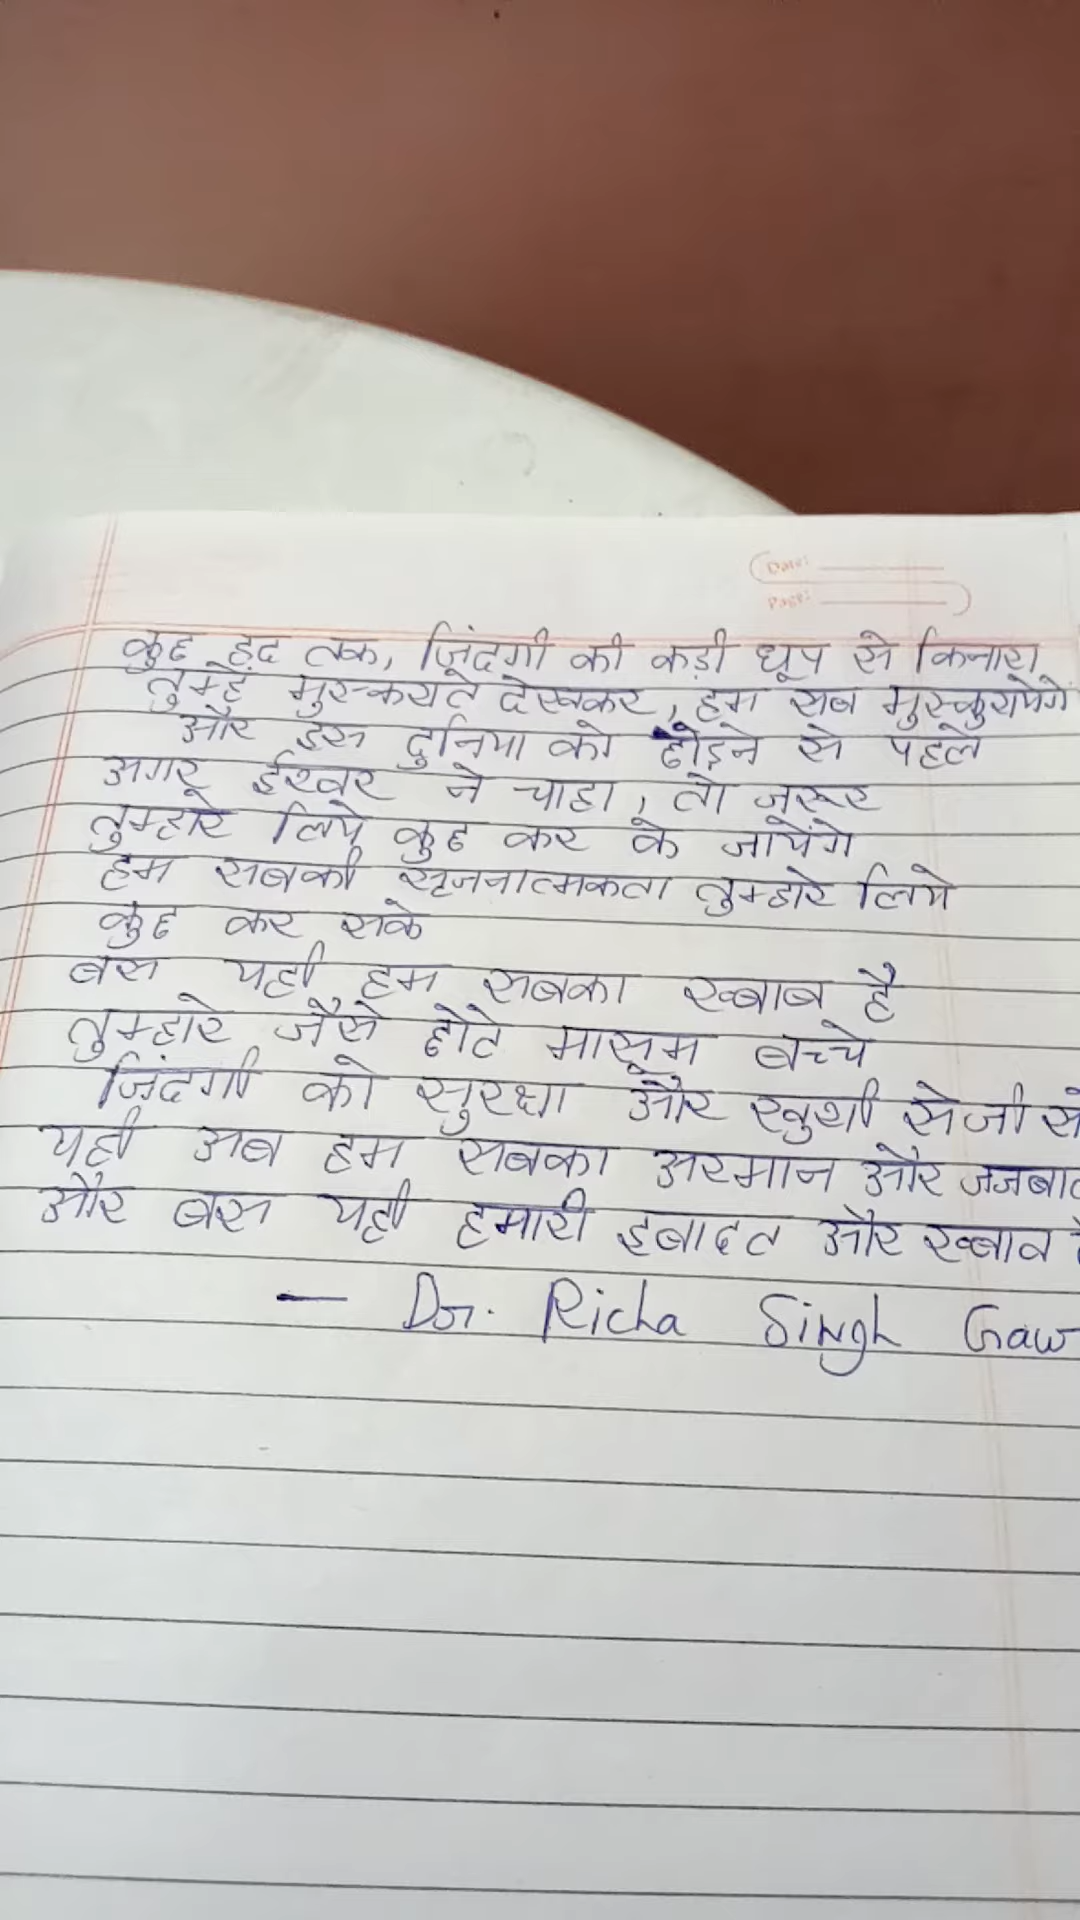 Date:
Page:
कुछ हद तक, ज़िंदगी की कड़ी धूप से किनारा
तुम्हें मुस्कराते देखकर, हम सब मुस्कुरायेंगे
और इस दुनिया को छोड़ने से पहले
अगर ईश्वर ने चाहा, तो जरूर
तुम्हारे लिये कुछ कर के जायेंगे
हम सबकी सृजनात्मकता तुम्हारे लिये
कुछ कर सके
बस यही हम सबका ख्बाब है
तुम्हारे जैसे छोटे मासूम बच्चे
ज़िंदगी को सुरक्षा और खुशी से जी
यही अब हम सबका अरमान और
और बस यही हमारी इबादत और ख्बाव
— Dr. Richa Singh